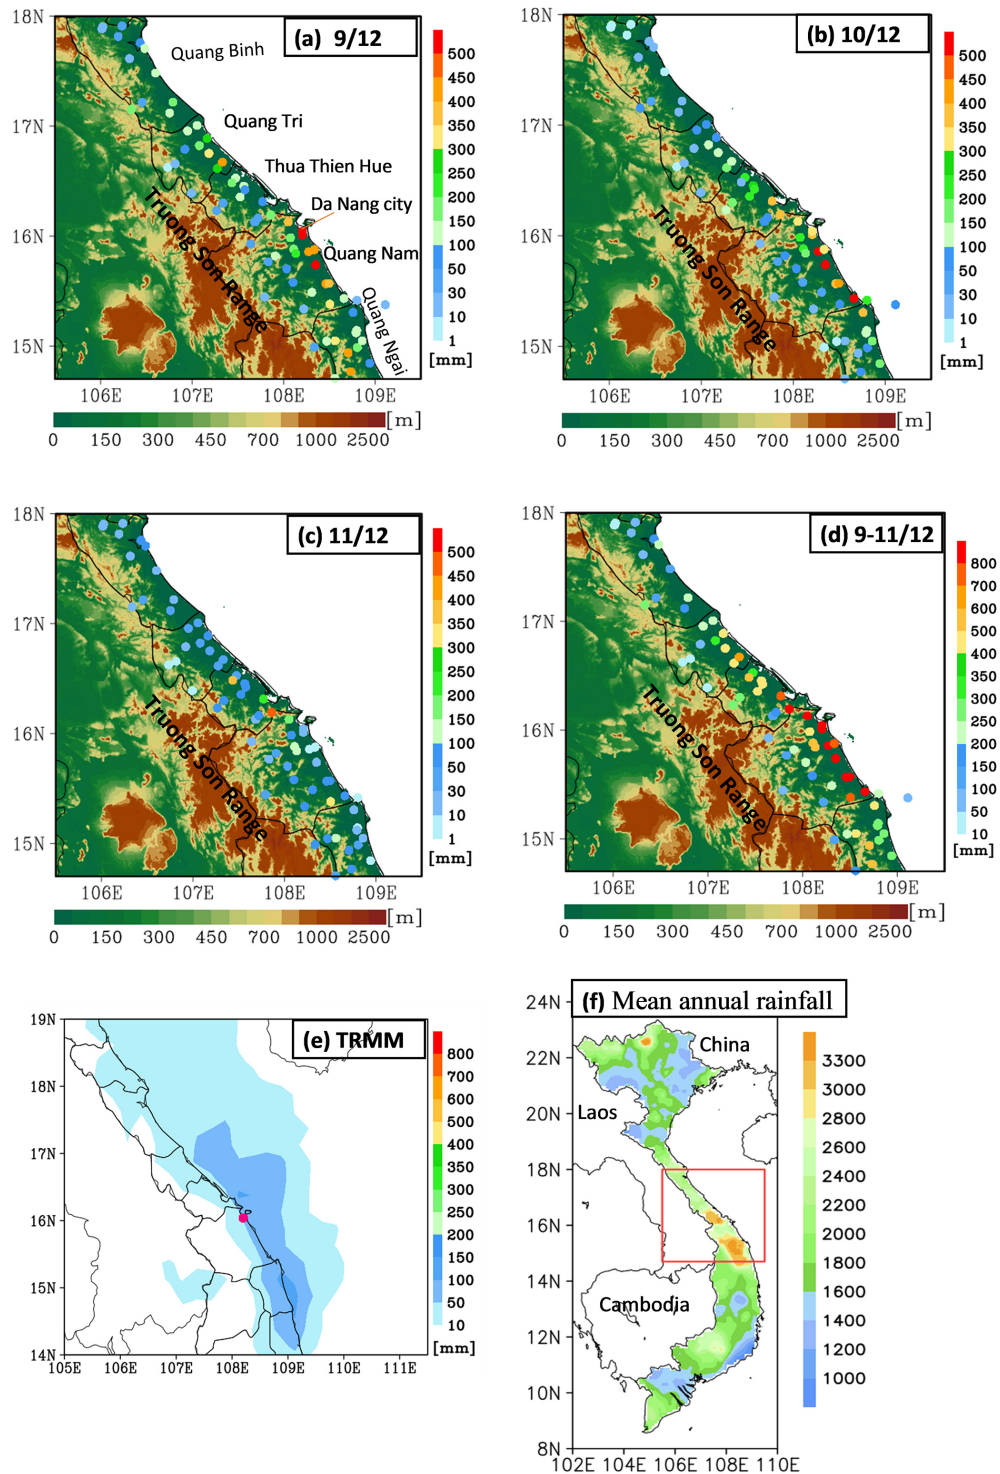 (a) 9/12
18N
17N
16N
15N
106E 107E 108E 109E
Quang Binh
Quang Tri
Thua Thien Hue
Da Nang city
Quang Nam
Quang Ngai
Truong Son Range
500
450
400
350
300
250
200
150
100
50
30
10
1
[mm]
0 150 300 450 700 1000 2500 [m]
(b) 10/12
18N
17N
16N
15N
106E 107E 108E 109E
Truong Son Range
500
450
400
350
300
250
200
150
100
50
30
10
1
[mm]
0 150 300 450 700 1000 2500 [m]
(c) 11/12
18N
17N
16N
15N
106E 107E 108E 109E
Truong Son Range
500
450
400
350
300
250
200
150
100
50
30
10
1
[mm]
0 150 300 450 700 1000 2500 [m]
(d) 9-11/12
18N
17N
16N
15N
106E 107E 108E 109E
Truong Son Range
800
700
600
500
400
350
300
250
200
150
100
50
10
[mm]
0 150 300 450 700 1000 2500 [m]
(e) TRMM
19N
18N
17N
16N
15N
14N
105E 106E 107E 108E 109E 110E 111E
800
700
600
500
400
350
300
250
200
150
100
50
10
[mm]
(f) Mean annual rainfall
24N
22N
20N
18N
16N
14N
12N
10N
8N
102E 104E 106E 108E 110E
China
Laos
Cambodia
3300
3000
2800
2600
2400
2200
2000
1800
1600
1400
1200
1000